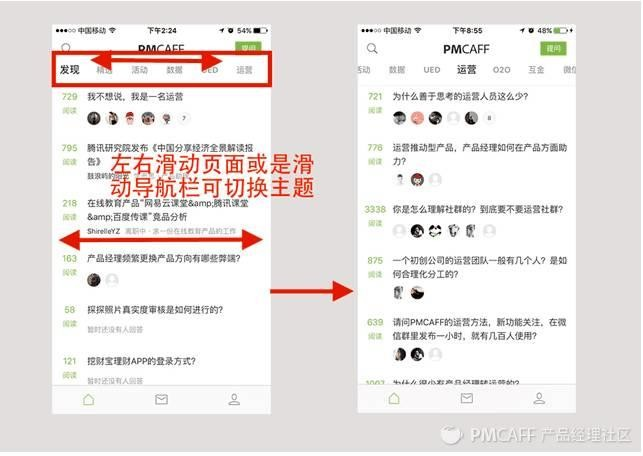 中国移动 下午2:24 54%
PMCAFF
提问
发现 精选 活动 数据 UED 运营
729
阅读
我不想说，我是一名运营
7
795
阅读
腾讯研究院发布《中国分享经济全景解读报
告》
左右滑动页面或是滑
动导航栏可切换主题
218
阅读
在线教育产品“网易云课堂&amp;腾讯课堂
&amp;百度传课”竞品分析
ShirelleYZ 离职中·求一份在线教育产品的工作
163
阅读
产品经理频繁更换产品方向有哪些弊端?
58
阅读
探探照片真实度审核是如何进行的?
暂时还没有人回答
121
阅读
挖财宝理财APP的登录方式?
暂时还没有人回答
中国移动 下午8:55 48%
PMCAFF
提问
活动 数据 UED 运营 O2O 互金 微信
721
阅读
为什么善于思考的运营人员这么少?
8
776
阅读
运营推动型产品，产品经理如何在产品方面助
力?
3338
阅读
你是怎么理解社群的? 到底要不要运营社群?
875
阅读
一个初创公司的运营团队一般有几个人? 是如
何合理化分工的?
639
阅读
请问PMCAFF的运营方法，新功能关注，在微
信群里发布一小时，就有几百人使用?
1007
为什么很少有产品经理转运营的?
PMCAFF 产品经理社区